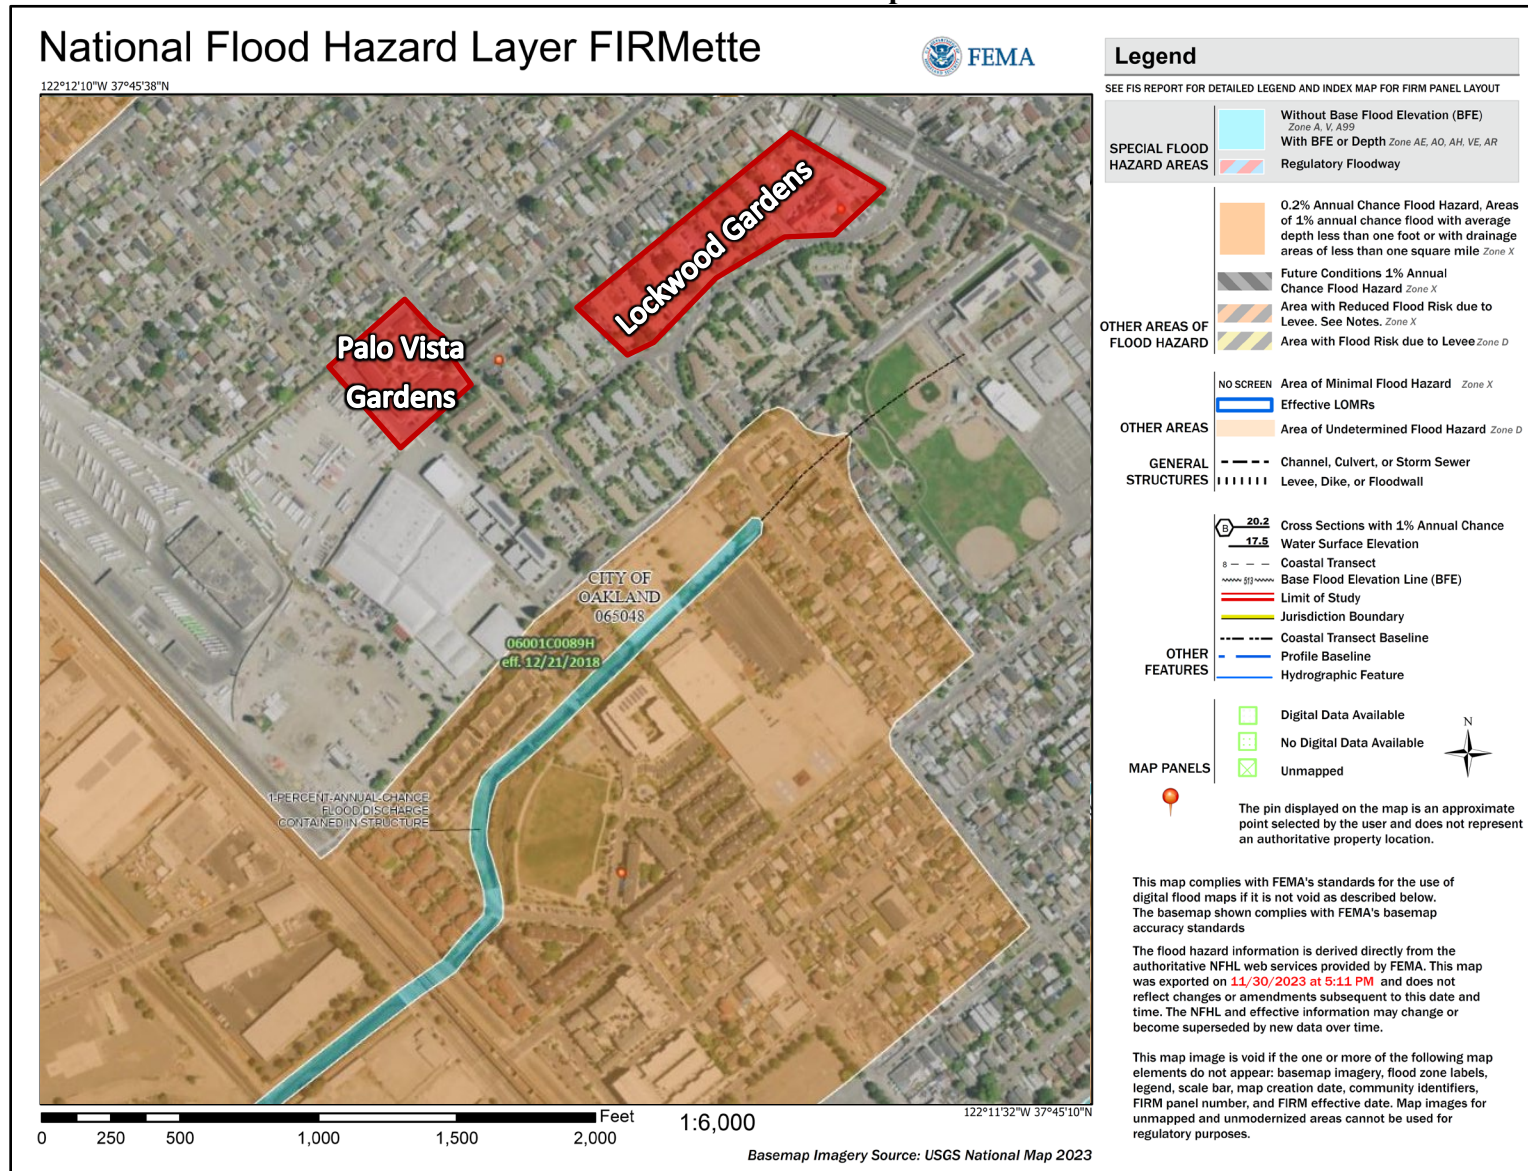 National Flood Hazard Layer FIRMette
FEMA
122°12'10"W 37°45'38"N
Lockwood Gardens
Palo Vista
Gardens
CITY OF
OAKLAND
065048
06001C0089H
eff. 12/21/2018
1-PERCENT-ANNUAL-CHANCE
FLOOD DISCHARGE
CONTAINED IN STRUCTURE
Feet
0 250 500 1,000 1,500 2,000
1:6,000
122°11'32"W 37°45'10"N
Basemap Imagery Source: USGS National Map 2023
Legend
SEE FIS REPORT FOR DETAILED LEGEND AND INDEX MAP FOR FIRM PANEL LAYOUT
SPECIAL FLOOD
HAZARD AREAS
Without Base Flood Elevation (BFE)
Zone A, V, A99
With BFE or Depth Zone AE, AO, AH, VE, AR
Regulatory Floodway
OTHER AREAS OF
FLOOD HAZARD
0.2% Annual Chance Flood Hazard, Areas
of 1% annual chance flood with average
depth less than one foot or with drainage
areas of less than one square mile Zone X
Future Conditions 1% Annual
Chance Flood Hazard Zone X
Area with Reduced Flood Risk due to
Levee. See Notes. Zone X
Area with Flood Risk due to Levee Zone D
OTHER AREAS
NO SCREEN Area of Minimal Flood Hazard Zone X
Effective LOMRs
Area of Undetermined Flood Hazard Zone D
GENERAL
STRUCTURES
Channel, Culvert, or Storm Sewer
Levee, Dike, or Floodwall
OTHER
FEATURES
B 20.2 Cross Sections with 1% Annual Chance
17.5 Water Surface Elevation
8 Coastal Transect
513 Base Flood Elevation Line (BFE)
Limit of Study
Jurisdiction Boundary
Coastal Transect Baseline
Profile Baseline
Hydrographic Feature
MAP PANELS
Digital Data Available
No Digital Data Available
Unmapped
N
The pin displayed on the map is an approximate
point selected by the user and does not represent
an authoritative property location.
This map complies with FEMA's standards for the use of
digital flood maps if it is not void as described below.
The basemap shown complies with FEMA's basemap
accuracy standards
The flood hazard information is derived directly from the
authoritative NFHL web services provided by FEMA. This map
was exported on 11/30/2023 at 5:11 PM and does not
reflect changes or amendments subsequent to this date and
time. The NFHL and effective information may change or
become superseded by new data over time.
This map image is void if the one or more of the following map
elements do not appear: basemap imagery, flood zone labels,
legend, scale bar, map creation date, community identifiers,
FIRM panel number, and FIRM effective date. Map images for
unmapped and unmodernized areas cannot be used for
regulatory purposes.